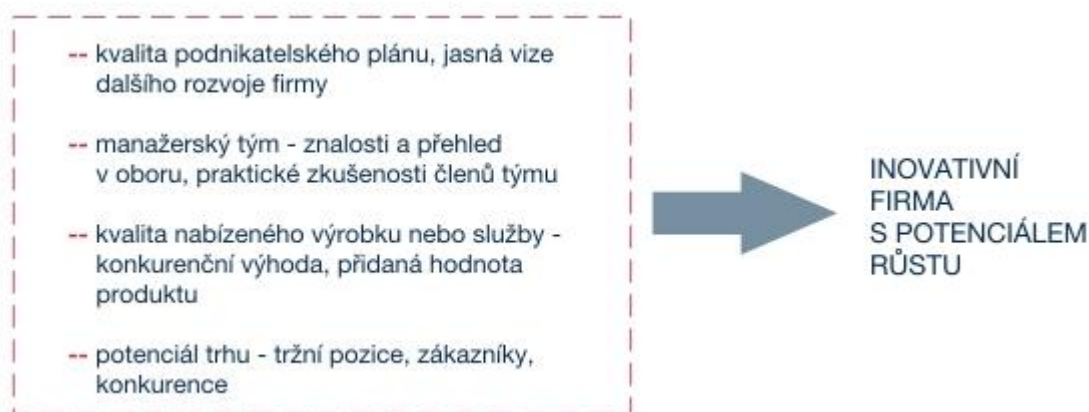 -- kvalita podnikatelského plánu, jasná vize
dalšího rozvoje firmy
-- manažerský tým - znalosti a přehled
v oboru, praktické zkušenosti členů týmu
-- kvalita nabízeného výrobku nebo služby -
konkurenční výhoda, přidaná hodnota
produktu
-- potenciál trhu - tržní pozice, zákazníky,
konkurence
INOVATIVNÍ
FIRMA
S POTENCIÁLEM
RŮSTU